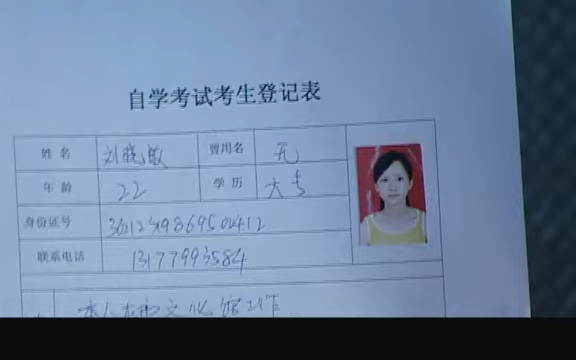 自学考试考生登记表
姓名 刘晓敏 曾用名 无
年龄 22 学历 大专
身份证号
联系电话 13177993584
本人在市文化馆工作